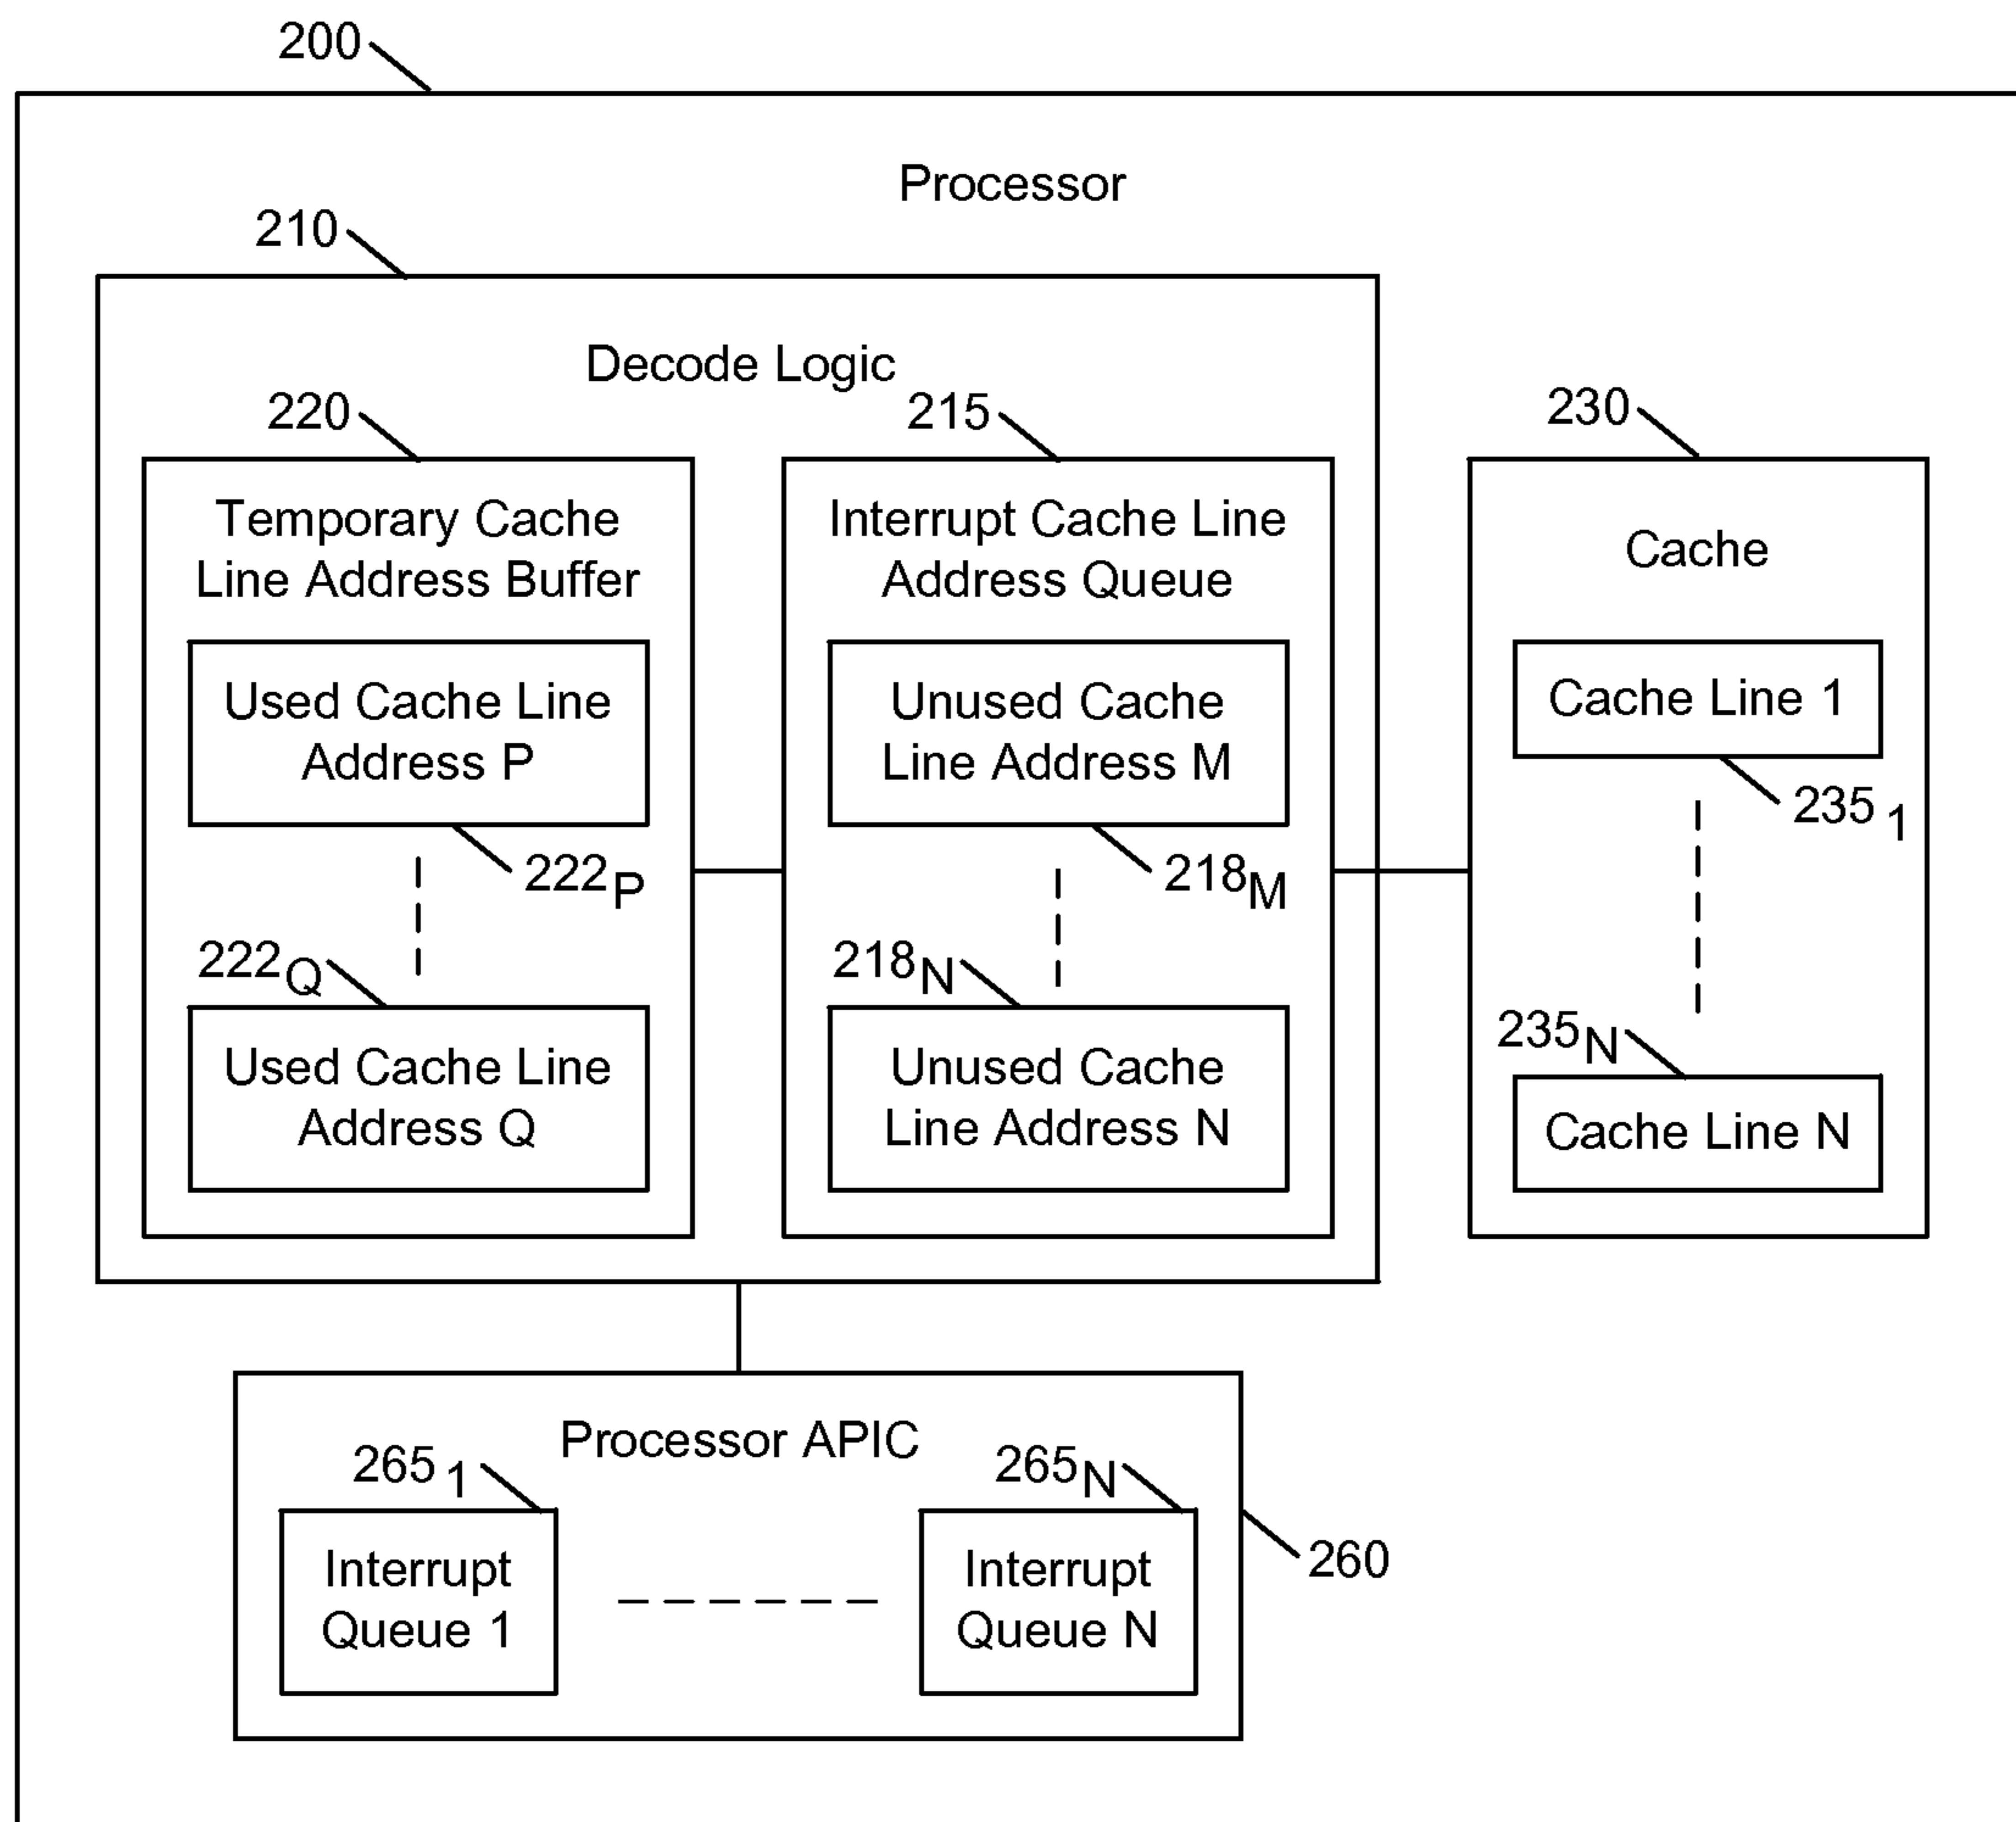 200
Processor
210
Decode Logic
220
215
230
Temporary Cache
Line Address Buffer
Interrupt Cache Line
Address Queue
Cache
Used Cache Line
Address P
Unused Cache
Line Address M
Cache Line 1
235 1
222P
218M
222Q
218N
235N
Used Cache Line
Address Q
Unused Cache
Line Address N
Cache Line N
Processor APIC
265 1
265N
Interrupt
Queue 1
Interrupt
Queue N
260